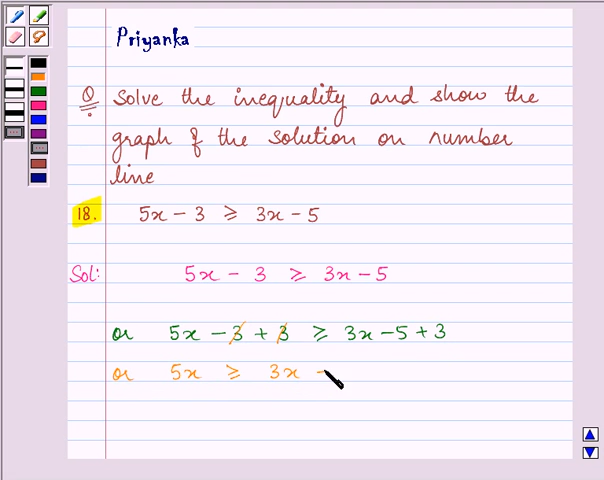 Priyanka
Q Solve the inequality and show the
graph of the solution on number
line
18. 5x - 3 ≥ 3x - 5
Sol: 5x - 3 ≥ 3x - 5
or 5x - 3 + 3 ≥ 3x - 5 + 3
or 5x ≥ 3x -